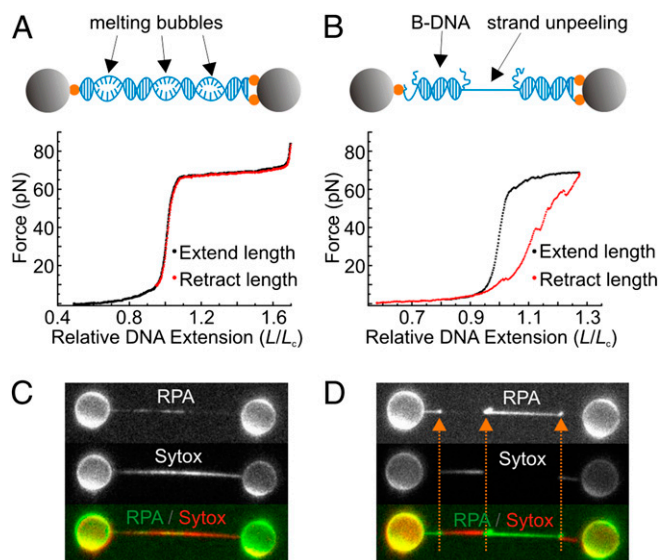 A
melting bubbles
Force (pN)
80
60
40
20
Extend length
Retract length
0.4
0.8
1.2
1.6
Relative DNA Extension (L/Lc)
B
B-DNA
strand unpeeling
Force (pN)
80
60
40
20
Extend length
Retract length
0.7
0.9
1.1
1.3
Relative DNA Extension (L/Lc)
C
RPA
Sytox
RPA / Sytox
D
RPA
Sytox
RPA / Sytox